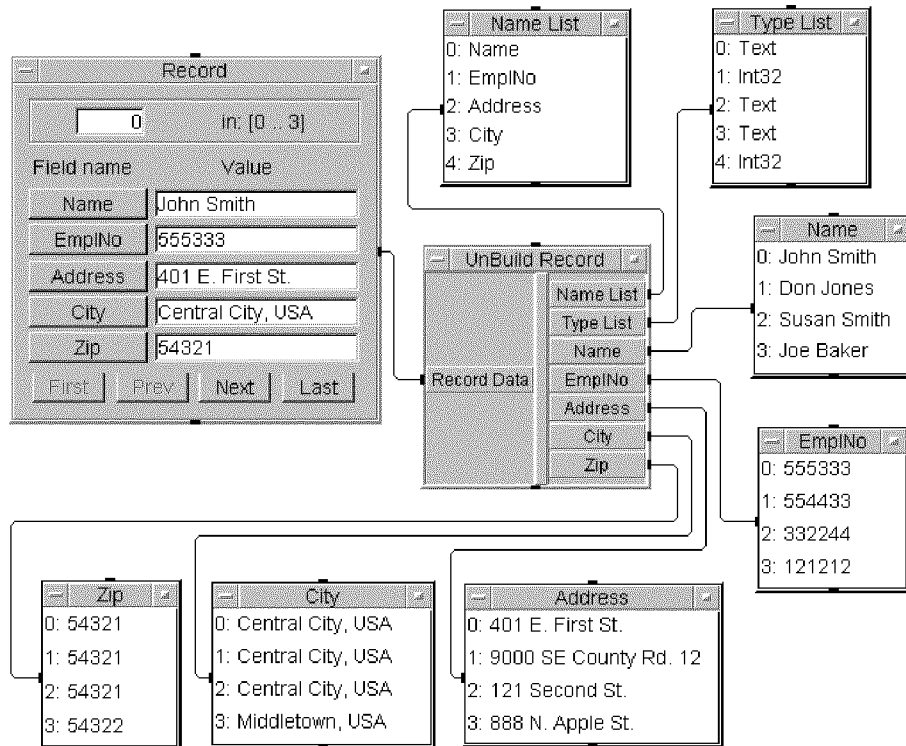 Record
0 in: [0 .. 3]
Field name Value
Name John Smith
EmplNo 555333
Address 401 E. First St.
City Central City, USA
Zip 54321
First Prev Next Last
Name List
0: Name
1: EmplNo
2: Address
3: City
4: Zip
Type List
0: Text
1: Int32
2: Text
3: Text
4: Int32
UnBuild Record
Record Data
Name List
Type List
Name
EmplNo
Address
City
Zip
Name
0: John Smith
1: Don Jones
2: Susan Smith
3: Joe Baker
EmplNo
0: 555333
1: 554433
2: 332244
3: 121212
Zip
0: 54321
1: 54321
2: 54321
3: 54322
City
0: Central City, USA
1: Central City, USA
2: Central City, USA
3: Middletown, USA
Address
0: 401 E. First St.
1: 9000 SE County Rd. 12
2: 121 Second St.
3: 888 N. Apple St.